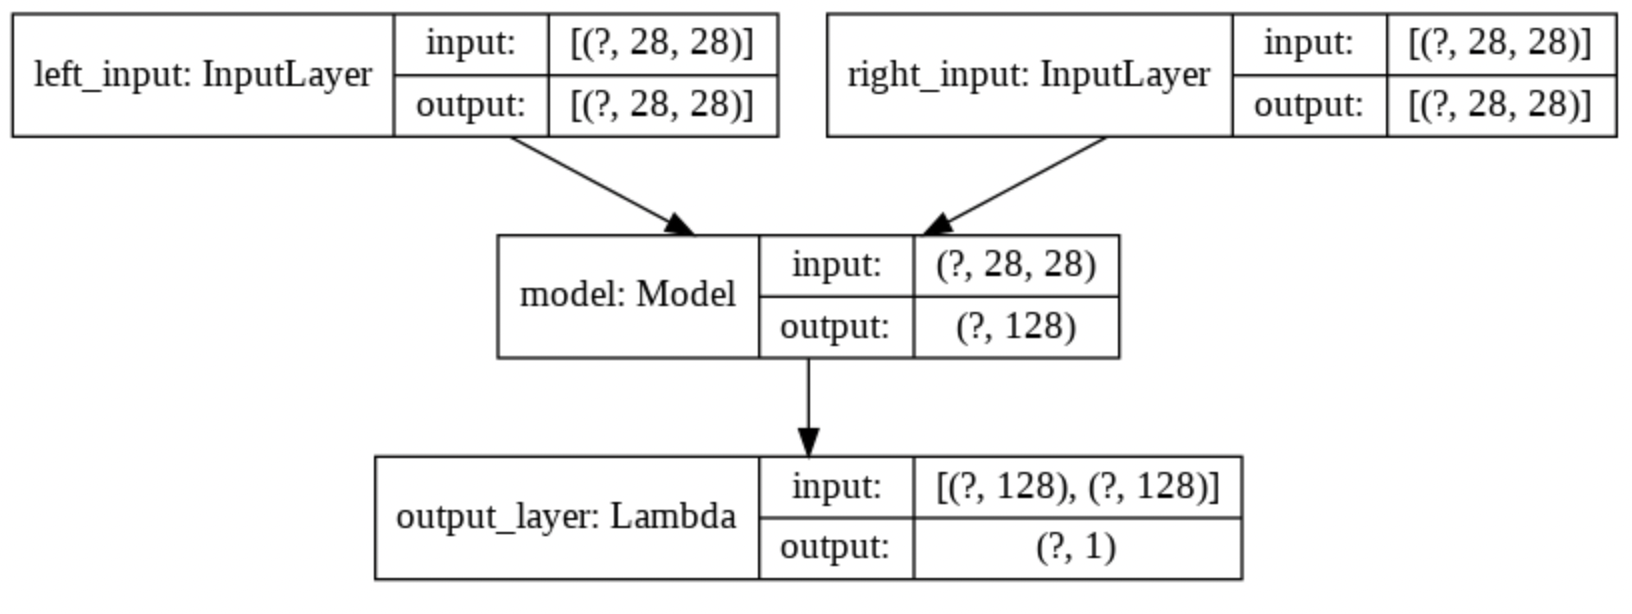 left_input: InputLayer
input:
[(?, 28, 28)]
output:
[(?, 28, 28)]
right_input: InputLayer
input:
[(?, 28, 28)]
output:
[(?, 28, 28)]
model: Model
input:
(?, 28, 28)
output:
(?, 128)
output_layer: Lambda
input:
[(?, 128), (?, 128)]
output:
(?, 1)